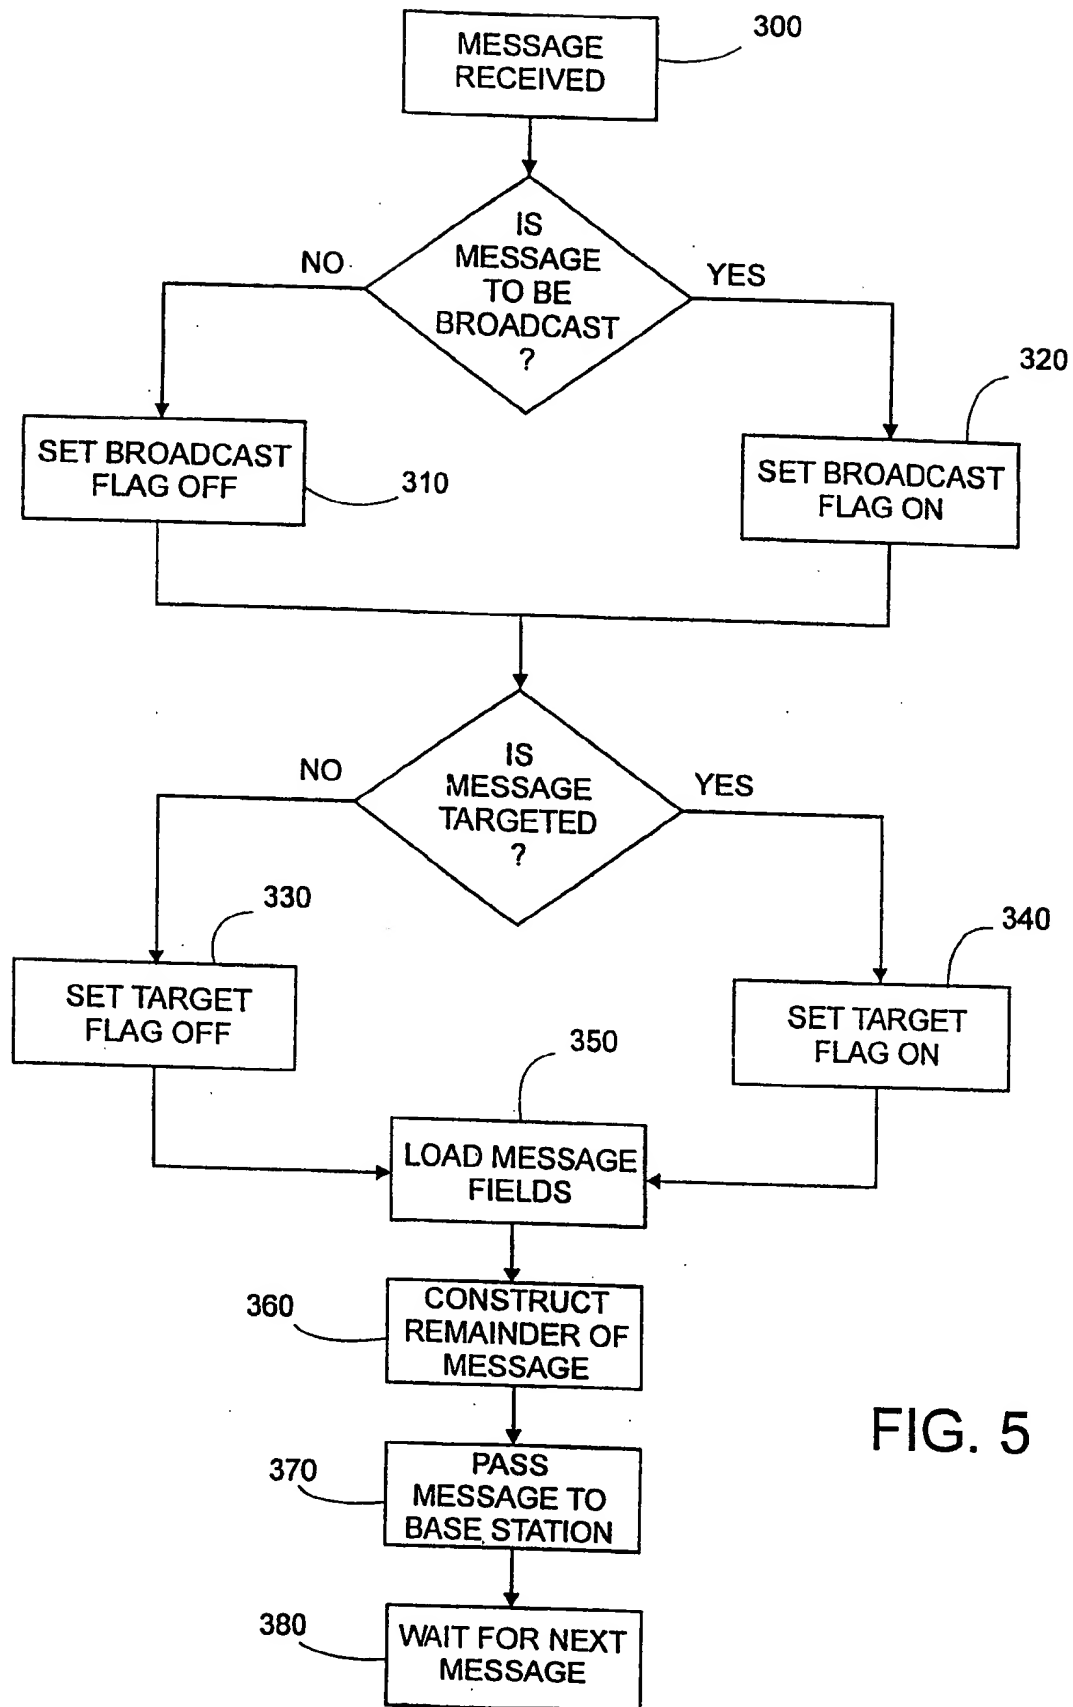 MESSAGE
RECEIVED
300
IS
MESSAGE
TO BE
BROADCAST
?
NO
YES
320
SET BROADCAST
FLAG OFF
310
SET BROADCAST
FLAG ON
IS
MESSAGE
TARGETED
?
NO
YES
330
340
SET TARGET
FLAG OFF
SET TARGET
FLAG ON
350
LOAD MESSAGE
FIELDS
360
CONSTRUCT
REMAINDER OF
MESSAGE
FIG. 5
370
PASS
MESSAGE TO
BASE STATION
380
WAIT FOR NEXT
MESSAGE